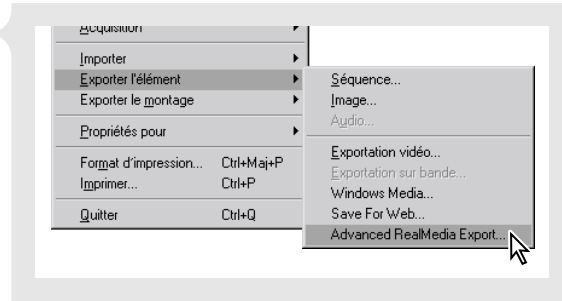 Acquisition
Importer
Exporter l'élément
Exporter le montage
Propriétés pour
Format d'impression... Ctrl+Maj+P
Imprimer... Ctrl+P
Quitter Ctrl+Q
Séquence...
Image...
Audio...
Exportation vidéo...
Exportation sur bande...
Windows Media...
Save For Web...
Advanced RealMedia Export...